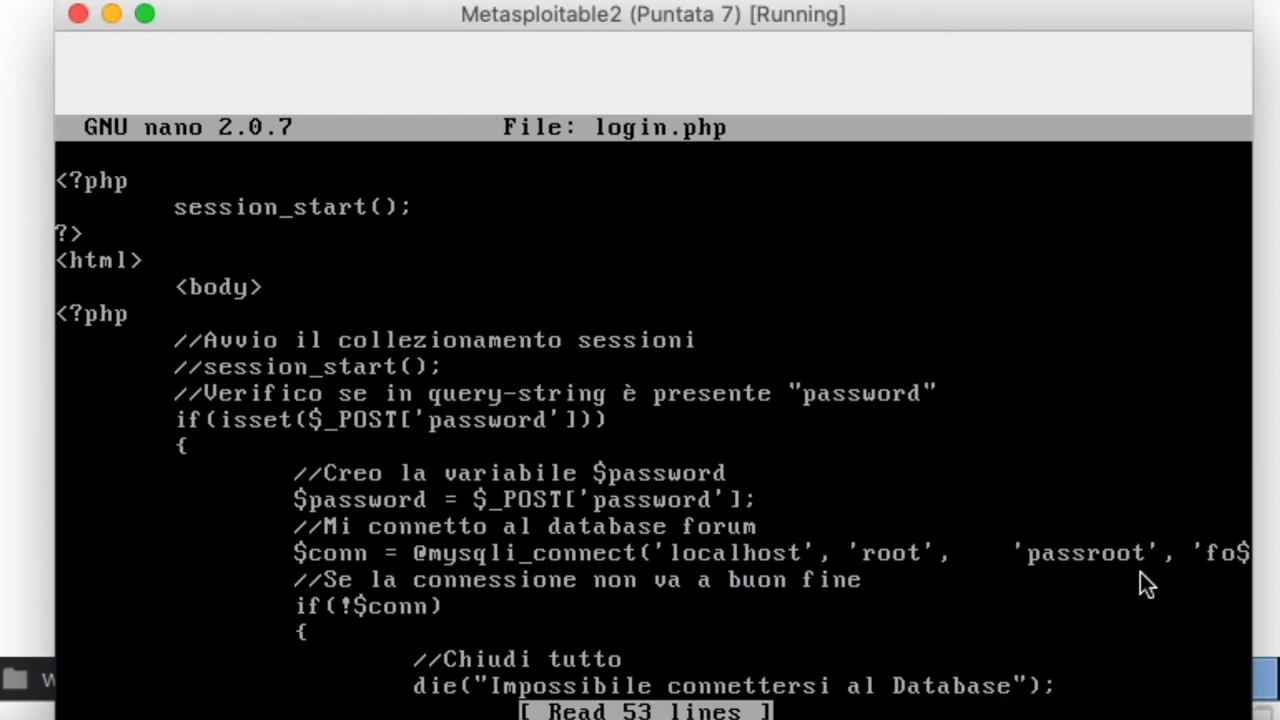 Metasploitable2 (Puntata 7) [Running]
GNU nano 2.0.7 File: login.php
<?php
session_start();
?>
<html>
<body>
<?php
//Avvio il collezionamento sessioni
//session_start();
//Verifico se in query-string è presente "password"
if(isset($_POST['password']))
{
//Creo la variabile $password
$password = $_POST['password'];
//Mi connetto al database forum
$conn = @mysqli_connect('localhost', 'root', 'passroot', 'fo$
//Se la connessione non va a buon fine
if(!$conn)
{
//Chiudi tutto
die("Impossibile connettersi al Database");
[ Read 53 lines ]